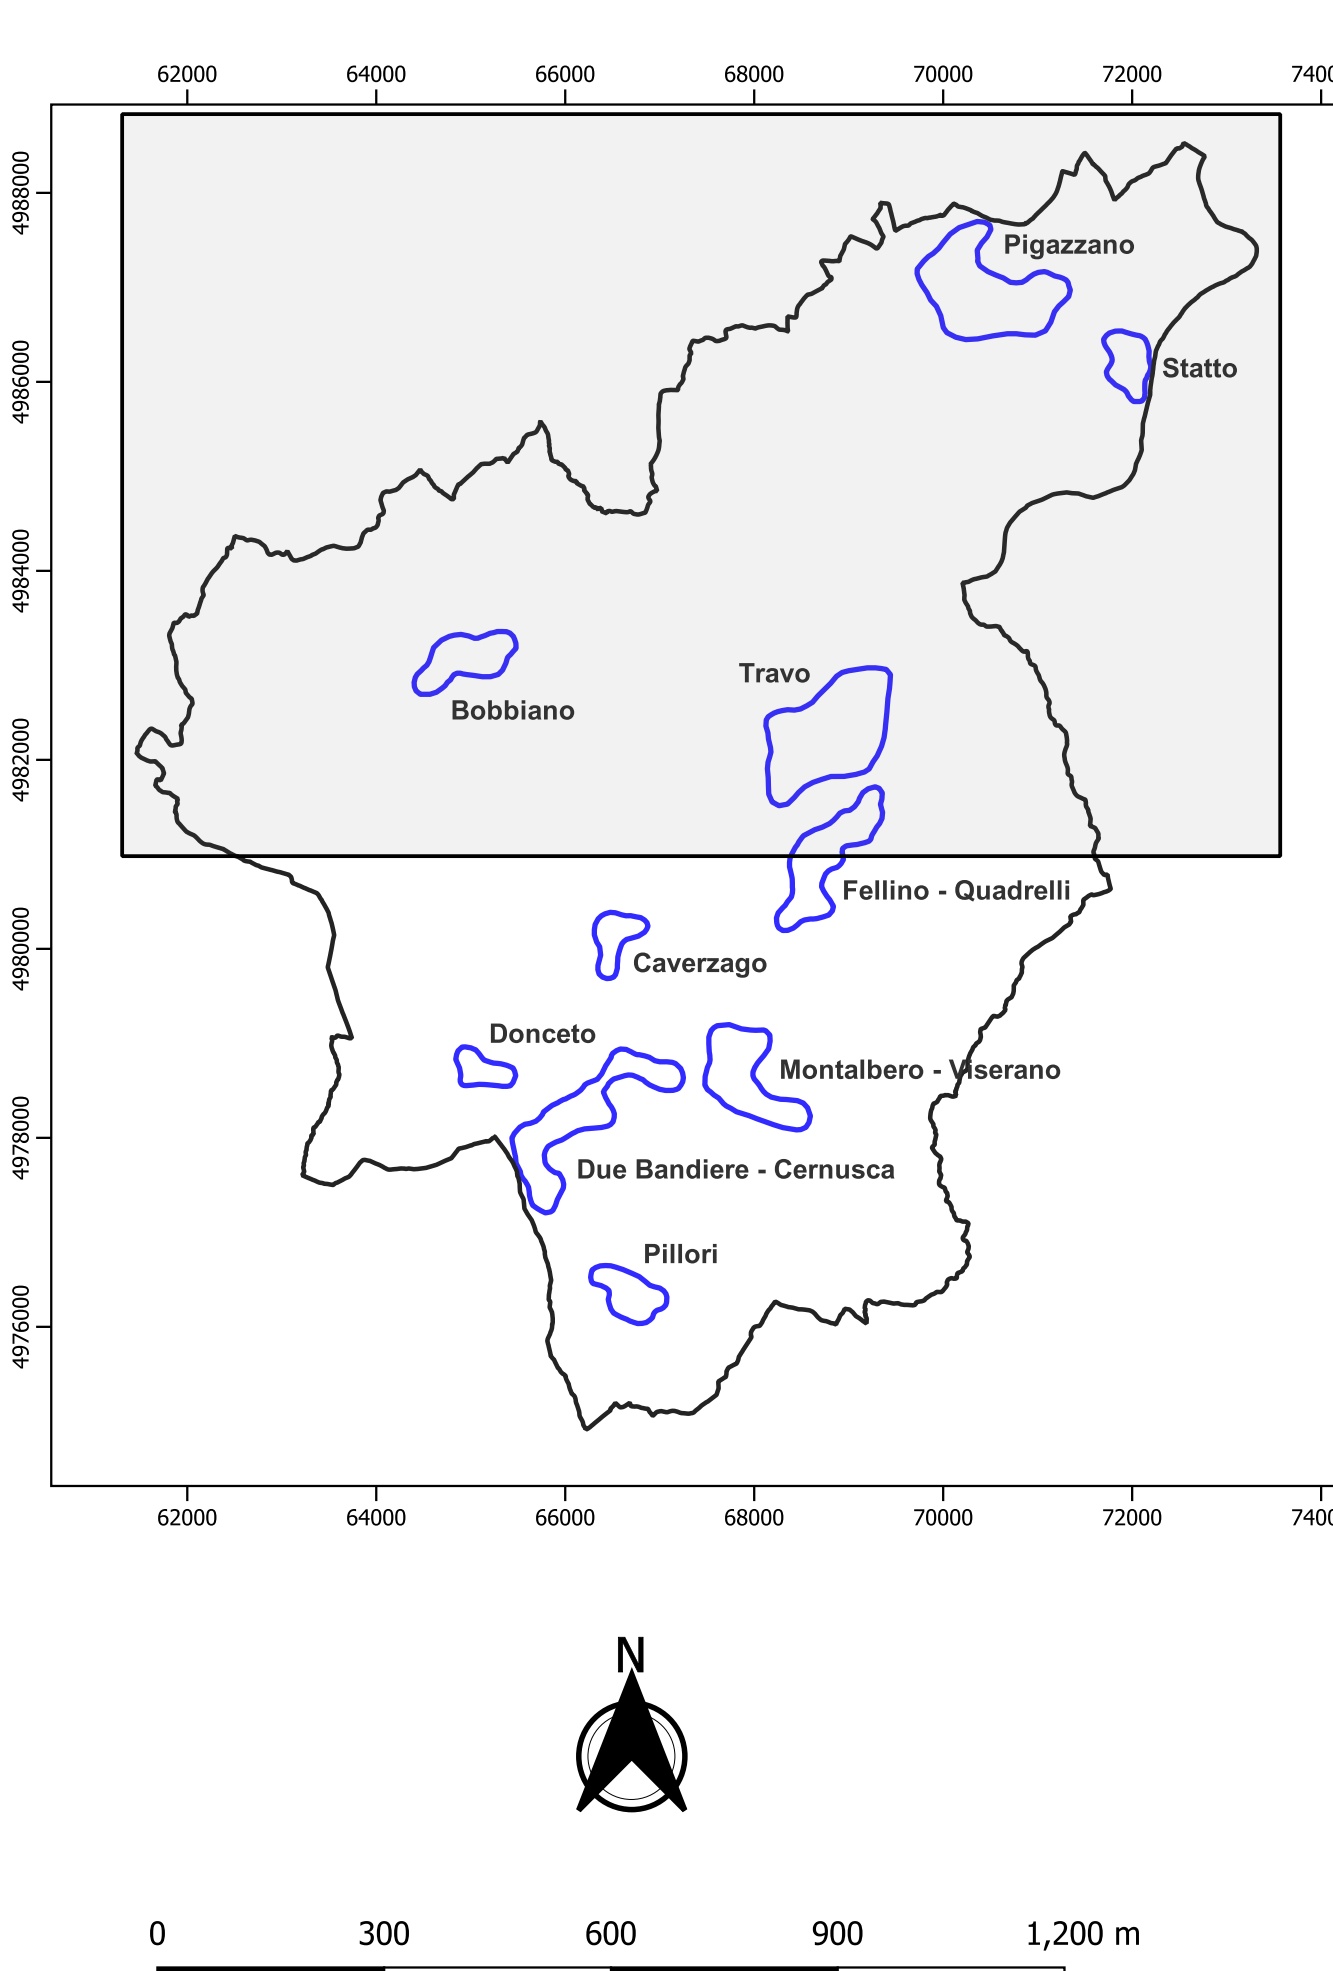 62000 64000 66000 68000 70000 72000 7400
4988000
Pigazzano
4986000
Statto
4984000
Travo
Bobbiano
4982000
Fellino - Quadrelli
4980000
Caverzago
Donceto
Montalbero - Viserano
4978000
Due Bandiere - Cernusca
Pillori
4976000
62000 64000 66000 68000 70000 72000 7400
N
0 300 600 900 1,200 m